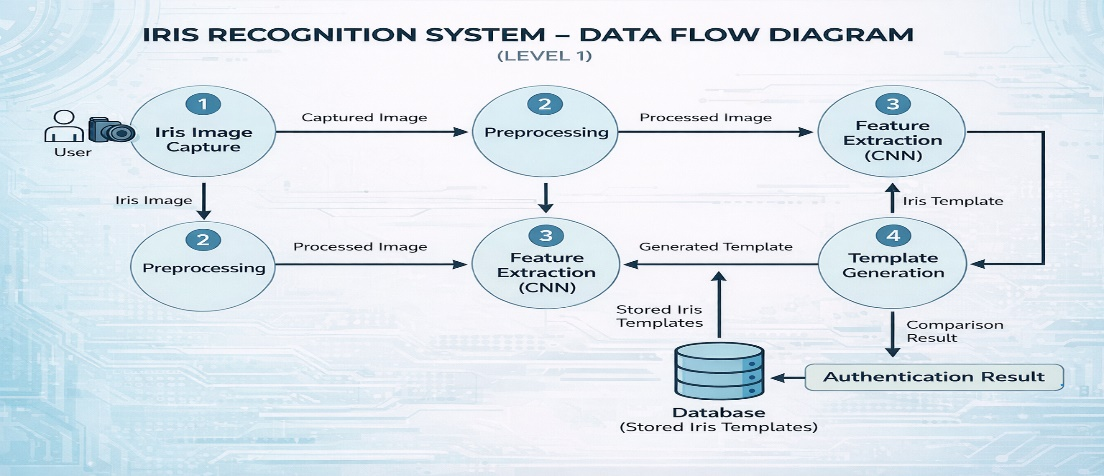 IRIS RECOGNITION SYSTEM – DATA FLOW DIAGRAM
(LEVEL 1)
User
1
Iris Image
Capture
Captured Image
2
Preprocessing
Processed Image
3
Feature
Extraction
(CNN)
Iris Image
Iris Template
2
Preprocessing
Processed Image
3
Feature
Extraction
(CNN)
Generated Template
4
Template
Generation
Stored Iris
Templates
Comparison
Result
Authentication Result
Database
(Stored Iris Templates)